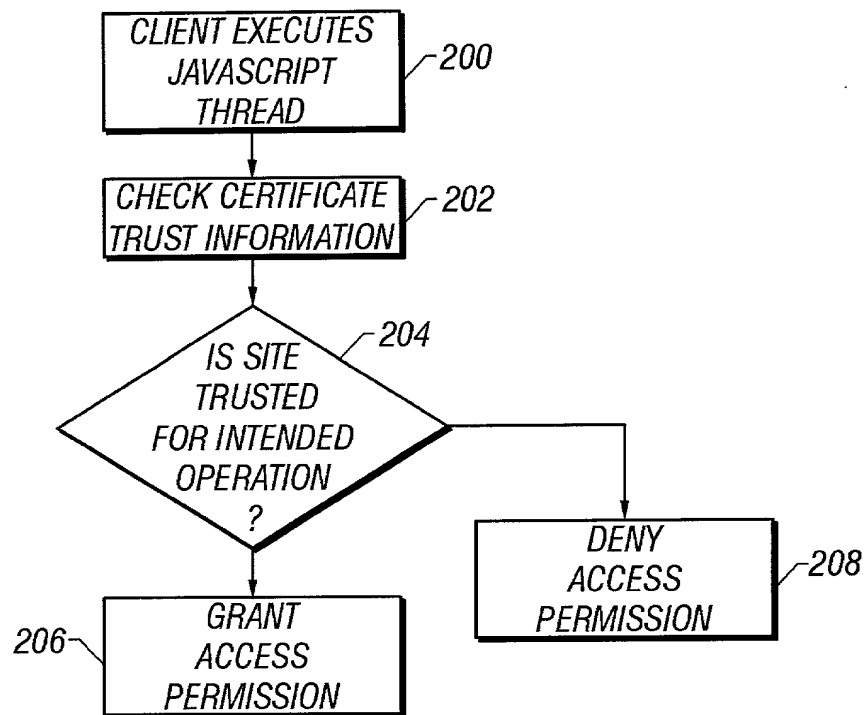 CLIENT EXECUTES
JAVASCRIPT
THREAD
200
CHECK CERTIFICATE
TRUST INFORMATION
202
204
IS SITE
TRUSTED
FOR INTENDED
OPERATION
?
206
GRANT
ACCESS
PERMISSION
DENY
ACCESS
PERMISSION
208